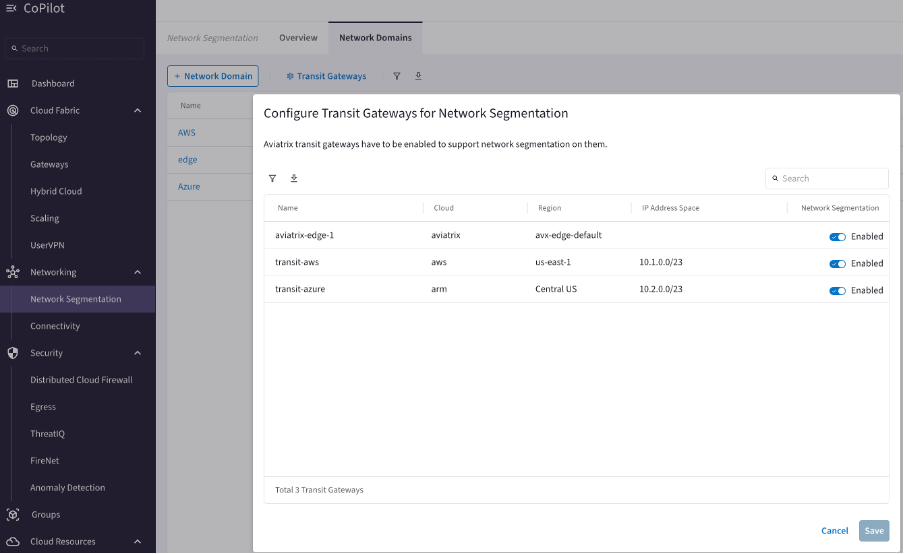 CoPilot
Search
Dashboard
Cloud Fabric
Topology
Gateways
Hybrid Cloud
Scaling
UserVPN
Networking
Network Segmentation
Connectivity
Security
Distributed Cloud Firewall
Egress
ThreatIQ
FireNet
Anomaly Detection
Groups
Cloud Resources
Network Segmentation Overview Network Domains
+ Network Domain Transit Gateways
Name
AWS
edge
Azure
Configure Transit Gateways for Network Segmentation
Aviatrix transit gateways have to be enabled to support network segmentation on them.
Search
Name Cloud Region IP Address Space Network Segmentation
aviatrix-edge-1 aviatrix avx-edge-default Enabled
transit-aws aws us-east-1 10.1.0.0/23 Enabled
transit-azure arm Central US 10.2.0.0/23 Enabled
Total 3 Transit Gateways
Cancel Save